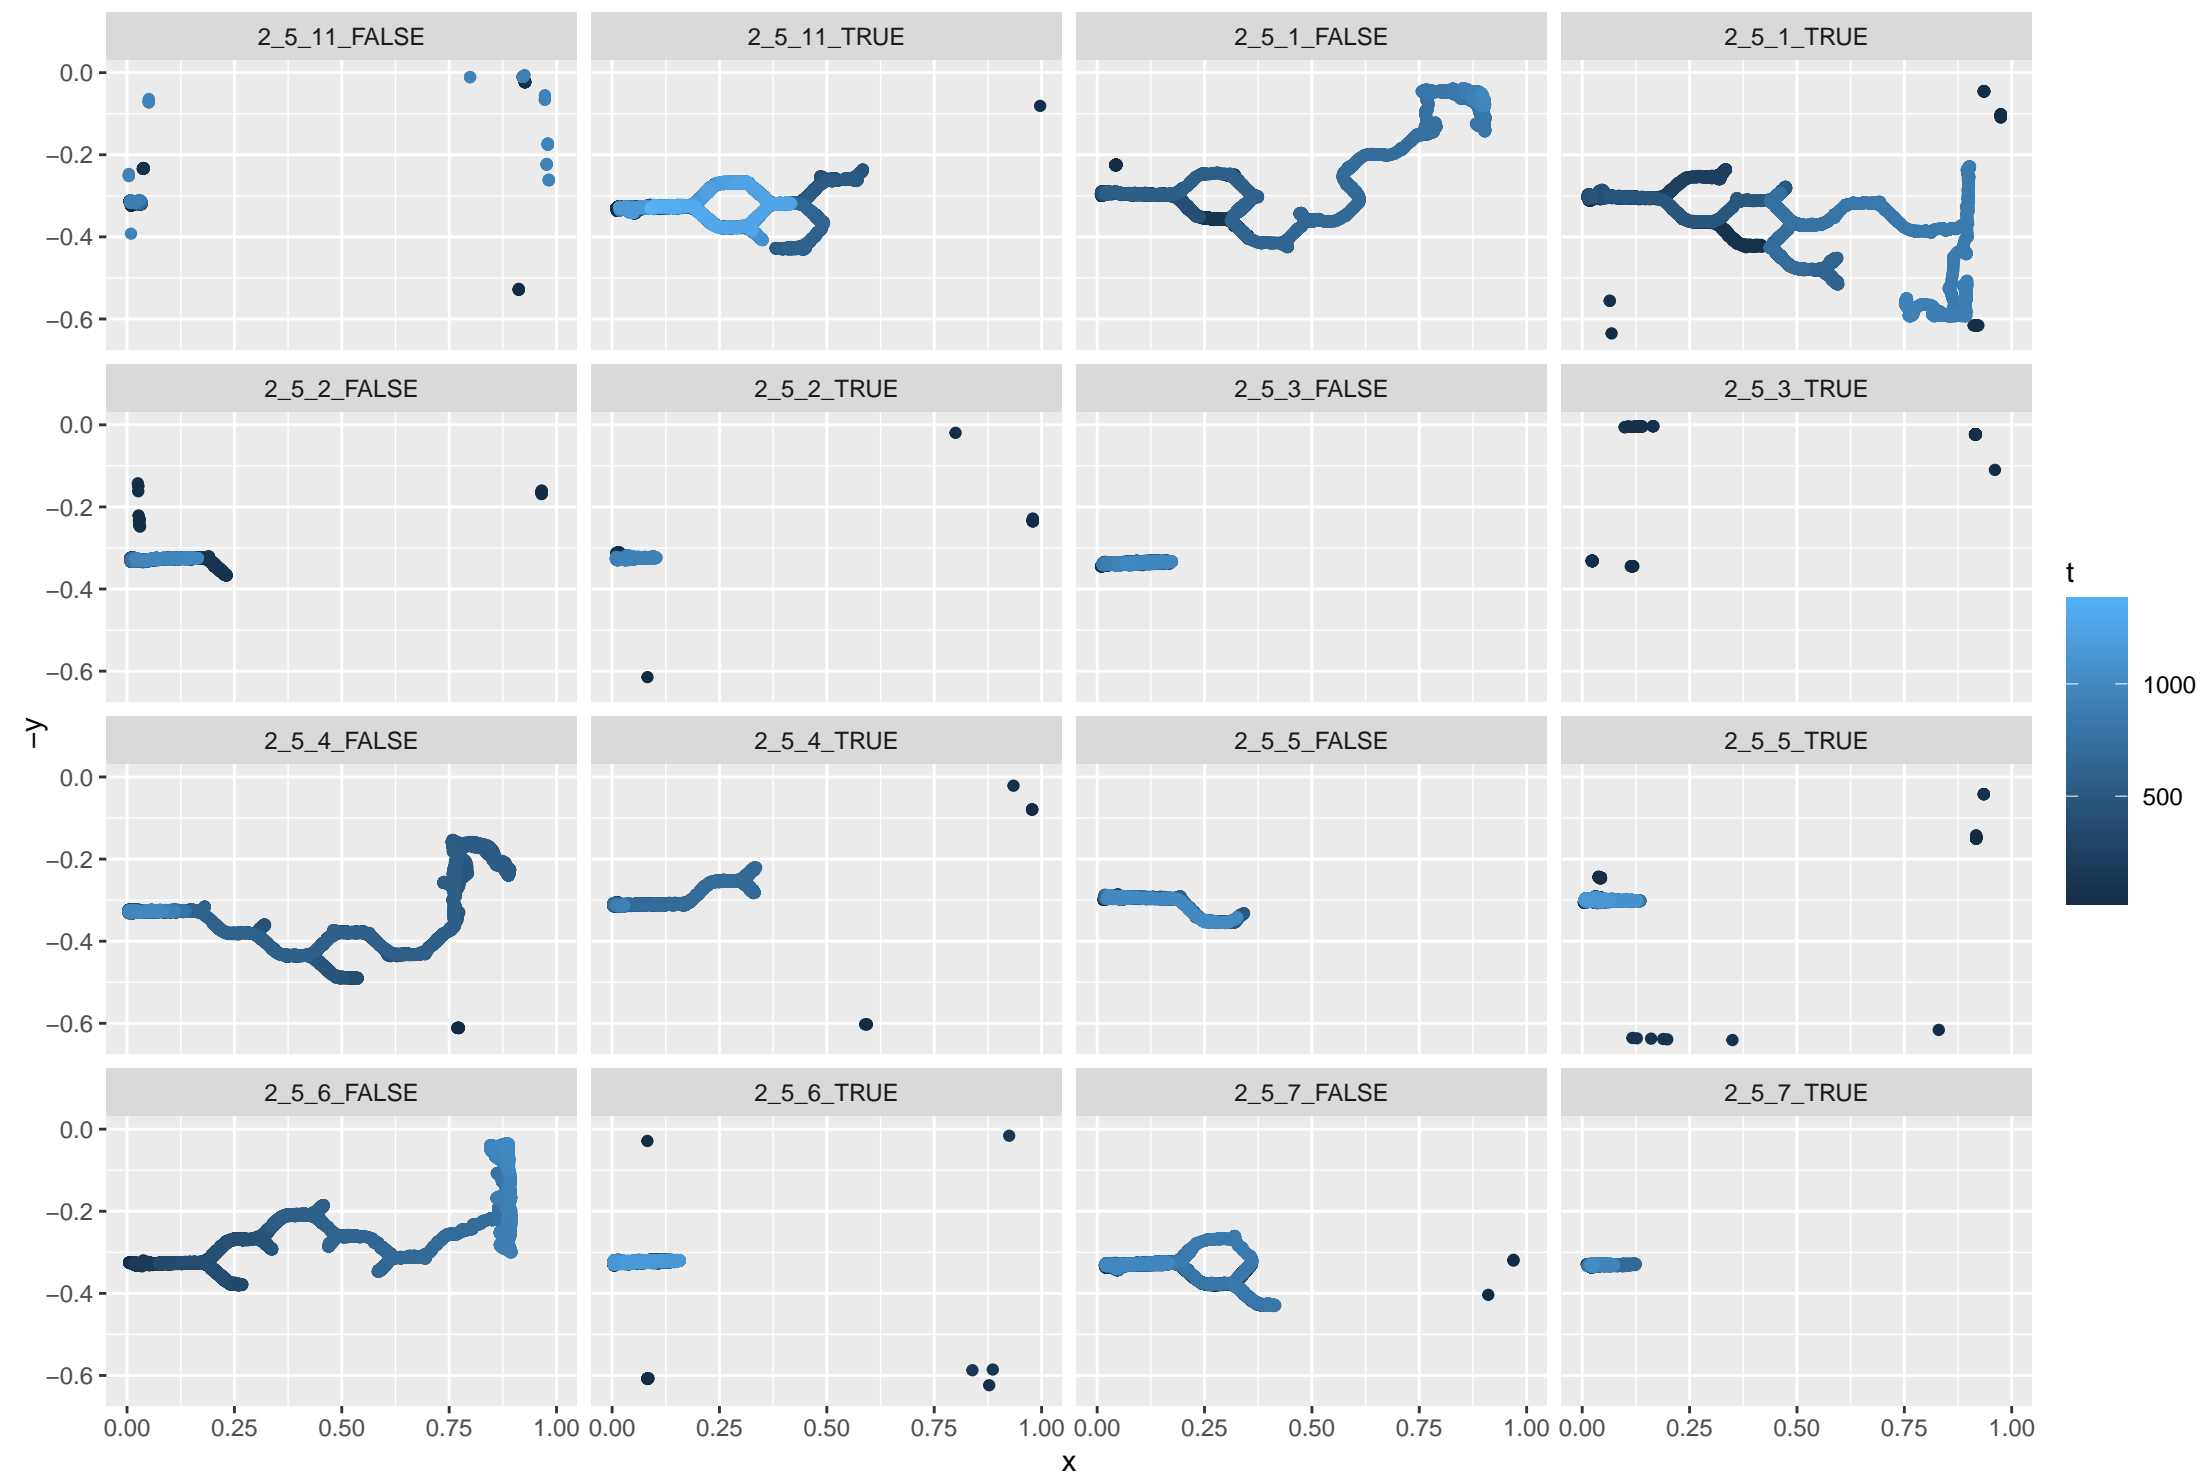 2_5_11_FALSE 2_5_11_TRUE 2_5_1_FALSE 2_5_1_TRUE
0.0
−0.2
−0.4
−0.6
2_5_2_FALSE 2_5_2_TRUE 2_5_3_FALSE 2_5_3_TRUE
0.0
−0.2
−0.4
−0.6
2_5_4_FALSE 2_5_4_TRUE 2_5_5_FALSE 2_5_5_TRUE
0.0
−0.2
−0.4
−0.6
2_5_6_FALSE 2_5_6_TRUE 2_5_7_FALSE 2_5_7_TRUE
0.0
−0.2
−0.4
−0.6
0.00 0.25 0.50 0.75 1.00 0.00 0.25 0.50 0.75 1.00 0.00 0.25 0.50 0.75 1.00 0.00 0.25 0.50 0.75 1.00
x
−y
t
1000
500